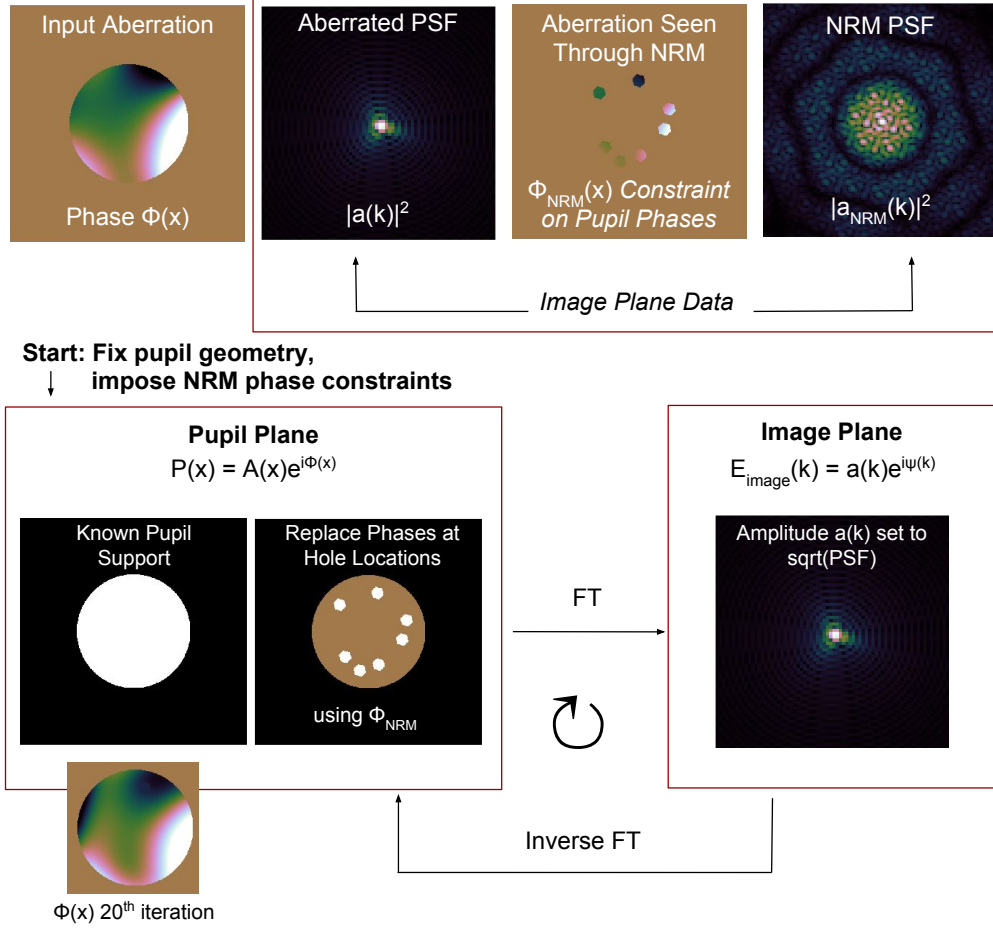 Input Aberration
Phase Φ(x)
Aberrated PSF
|a(k)|²
Aberration Seen
Through NRM
Φ_NRM(x) Constraint
on Pupil Phases
NRM PSF
|a_NRM(k)|²
Image Plane Data
Start: Fix pupil geometry,
impose NRM phase constraints
Pupil Plane
P(x) = A(x)e^iΦ(x)
Known Pupil
Support
Replace Phases at
Hole Locations
using Φ_NRM
FT
Image Plane
E_image(k) = a(k)e^iψ(k)
Amplitude a(k) set to
sqrt(PSF)
Inverse FT
Φ(x) 20th iteration